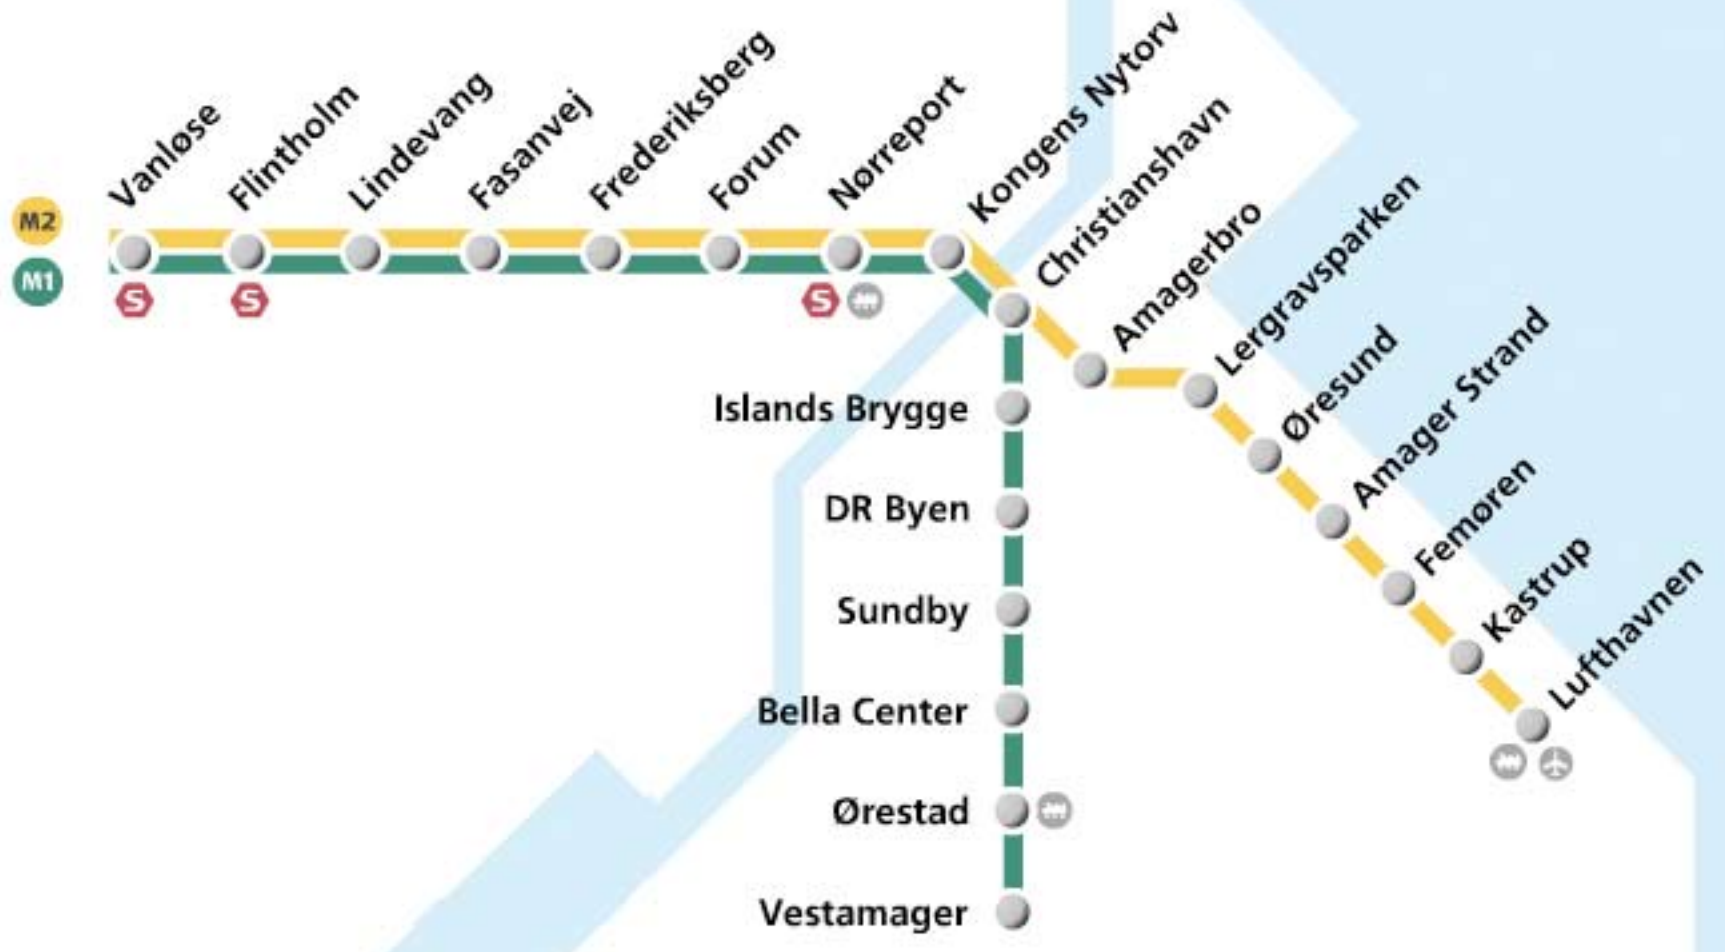 Vanløse
Flintholm
Lindevang
Fasanvej
Frederiksberg
Forum
Nørreport
Kongens Nytorv
Christianshavn
Amagerbro
Lergravsparken
Øresund
Amager Strand
Femøren
Kastrup
Lufthavnen
M2
M1
S
S
S
Islands Brygge
DR Byen
Sundby
Bella Center
Ørestad
Vestamager